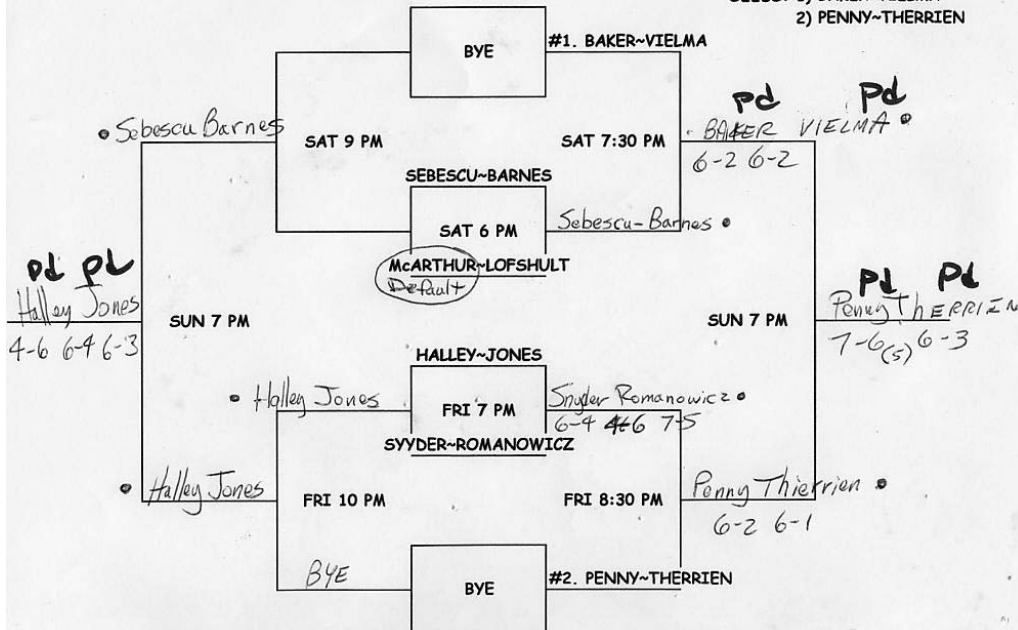 2) PENNY~THERRIEN
BYE
#1. BAKER~VIELMA
pd pd
Sebescu Barnes
SAT 9 PM
SAT 7:30 PM
BAKER VIELMA
6-2 6-2
SEBESCU~BARNES
SAT 6 PM
Sebescu-Barnes
McARTHUR~LOFSHULT
Default
pd pd
Halley Jones
4-6 6-4 6-3
SUN 7 PM
SUN 7 PM
Pd Pd
Penny ThERRIEN
7-6(5) 6-3
HALLEY~JONES
Halley Jones
FRI 7 PM
Snyder Romanowicz
6-4 4-6 7-5
SYYDER~ROMANOWICZ
Halley Jones
FRI 10 PM
FRI 8:30 PM
Penny Thierrien
6-2 6-1
BYE
BYE
#2. PENNY~THERRIEN